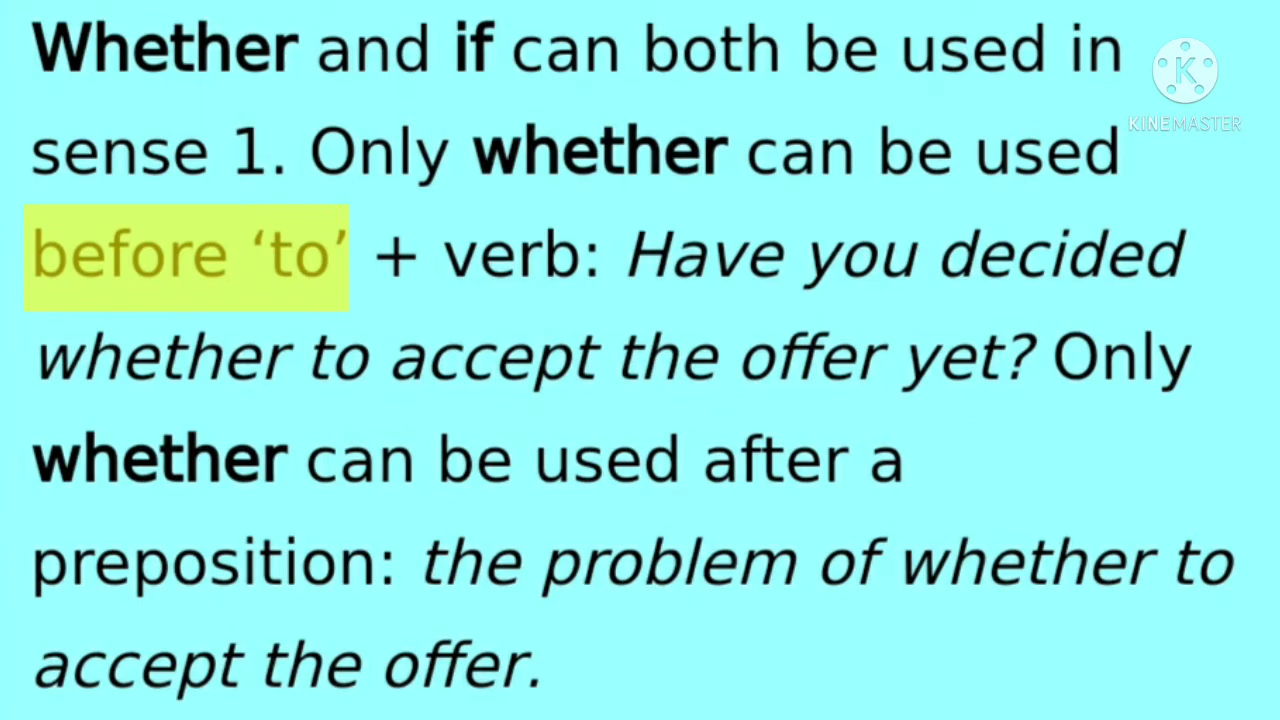 Whether and if can both be used in
sense 1. Only whether can be used
before ‘to’ + verb: Have you decided
whether to accept the offer yet? Only
whether can be used after a
preposition: the problem of whether to
accept the offer.
K
KINEMASTER